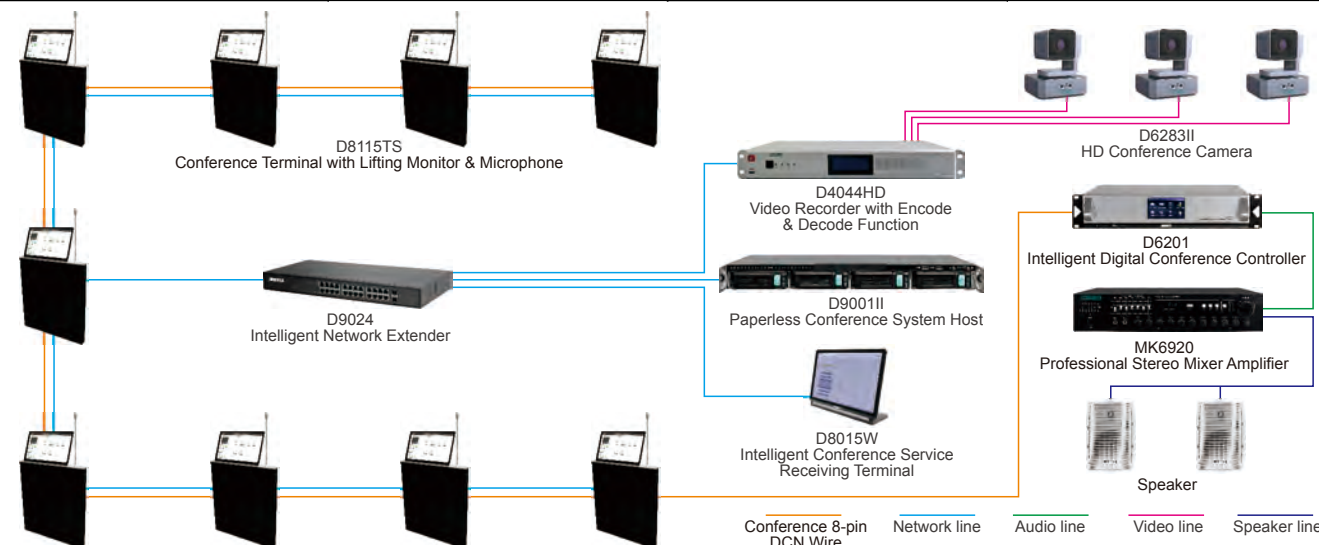 D8115TS
Conference Terminal with Lifting Monitor & Microphone
D6283II
HD Conference Camera
D4044HD
Video Recorder with Encode
& Decode Function
D6201
Intelligent Digital Conference Controller
D9024
Intelligent Network Extender
D9001II
Paperless Conference System Host
MK6920
Professional Stereo Mixer Amplifier
D8015W
Intelligent Conference Service
Receiving Terminal
Speaker
Conference 8-pin
DCN Wire
Network line
Audio line
Video line
Speaker line